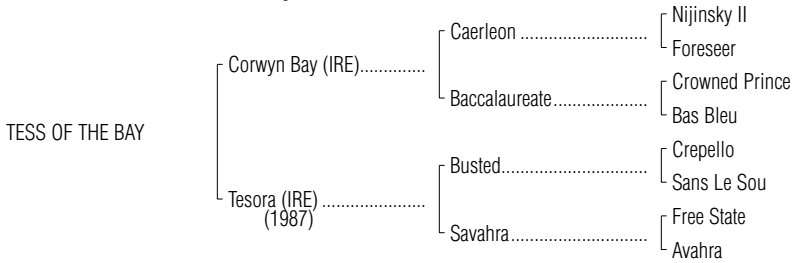 Nijinsky II
Caerleon ............................
Foreseer
Corwyn Bay (IRE)..............
Crowned Prince
Baccalaureate.....................
Bas Bleu
TESS OF THE BAY
Crepello
Busted................................
Sans Le Sou
Tesora (IRE) ......................
(1987)
Free State
Savahra..............................
Avahra